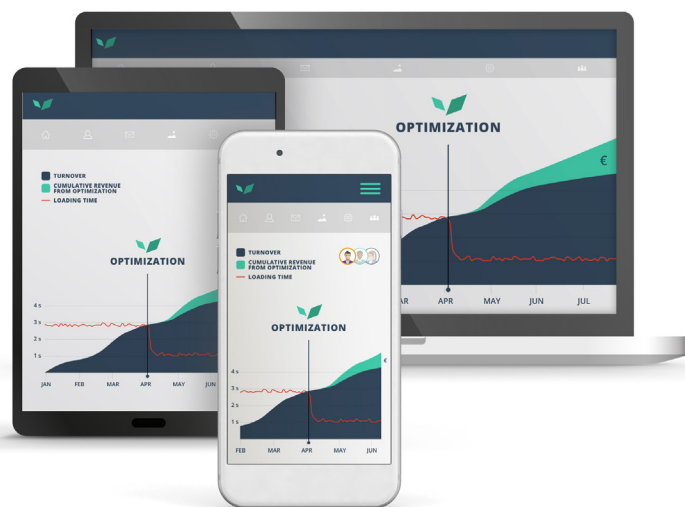 OPTIMIZATION
€
AR APR MAY JUN JUL
TURNOVER
CUMULATIVE REVENUE
FROM OPTIMIZATION
LOADING TIME
OPTIMIZATION
4 s
3 s
2 s
1 s
JAN FEB MAR APR MAY JUN
TURNOVER
CUMULATIVE REVENUE
FROM OPTIMIZATION
LOADING TIME
OPTIMIZATION
€
4 s
3 s
2 s
1 s
FEB MAR APR MAY JUN